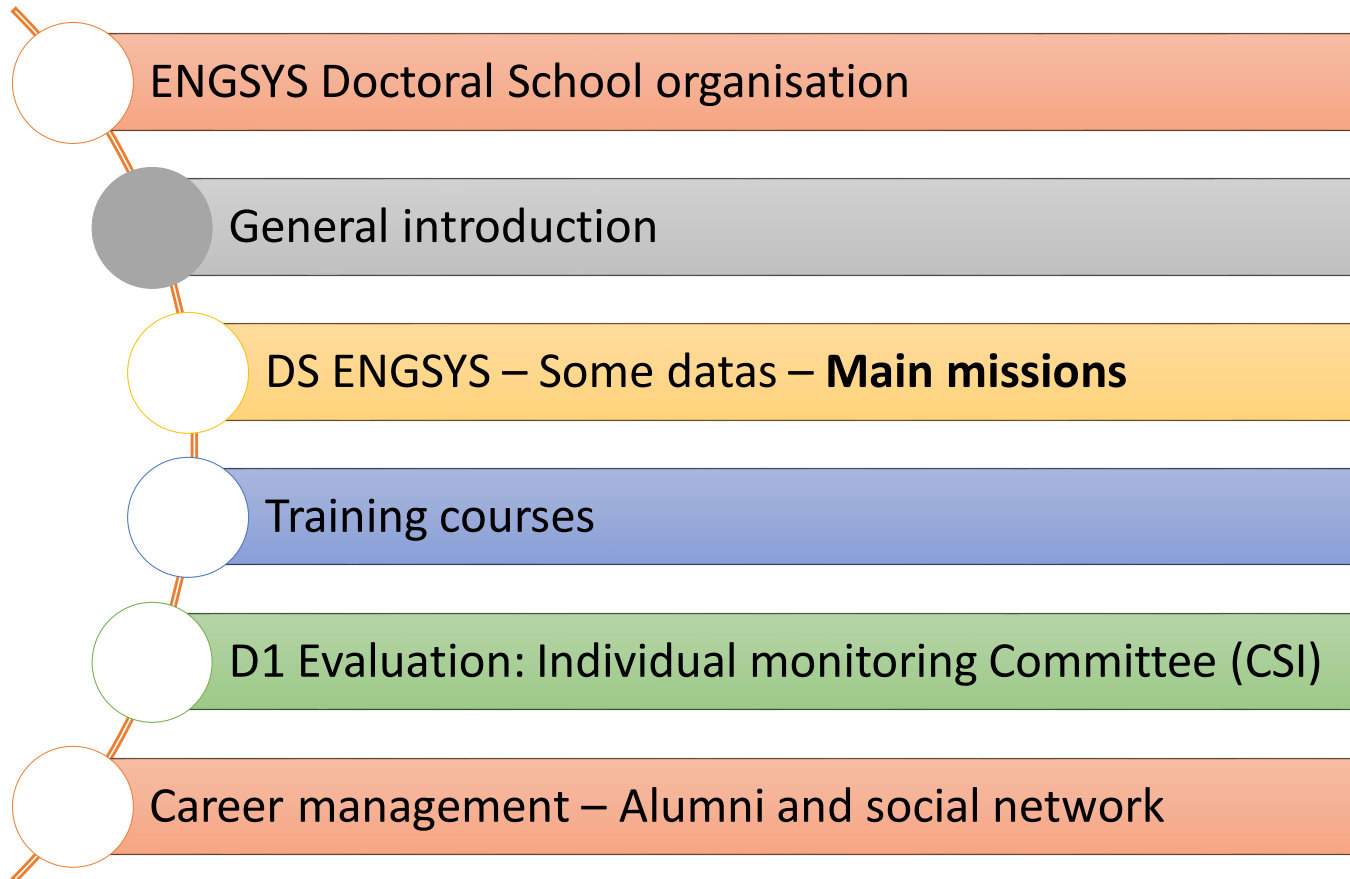 ENGSYS Doctoral School organisation
General introduction
DS ENGSYS – Some datas – Main missions
Training courses
D1 Evaluation: Individual monitoring Committee (CSI)
Career management – Alumni and social network